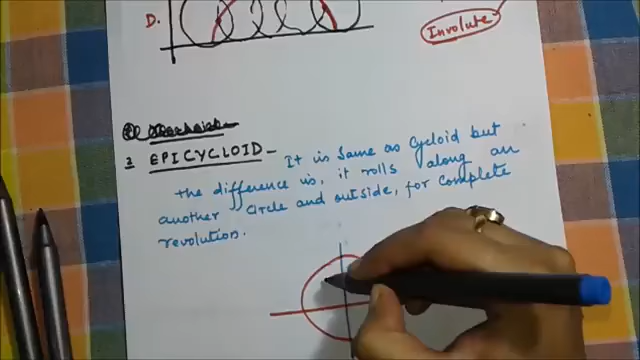 D.
Involute
3 EPICYCLOID - It is same as Cycloid but
the difference is, it rolls along an
another circle and outside, for complete
revolution.